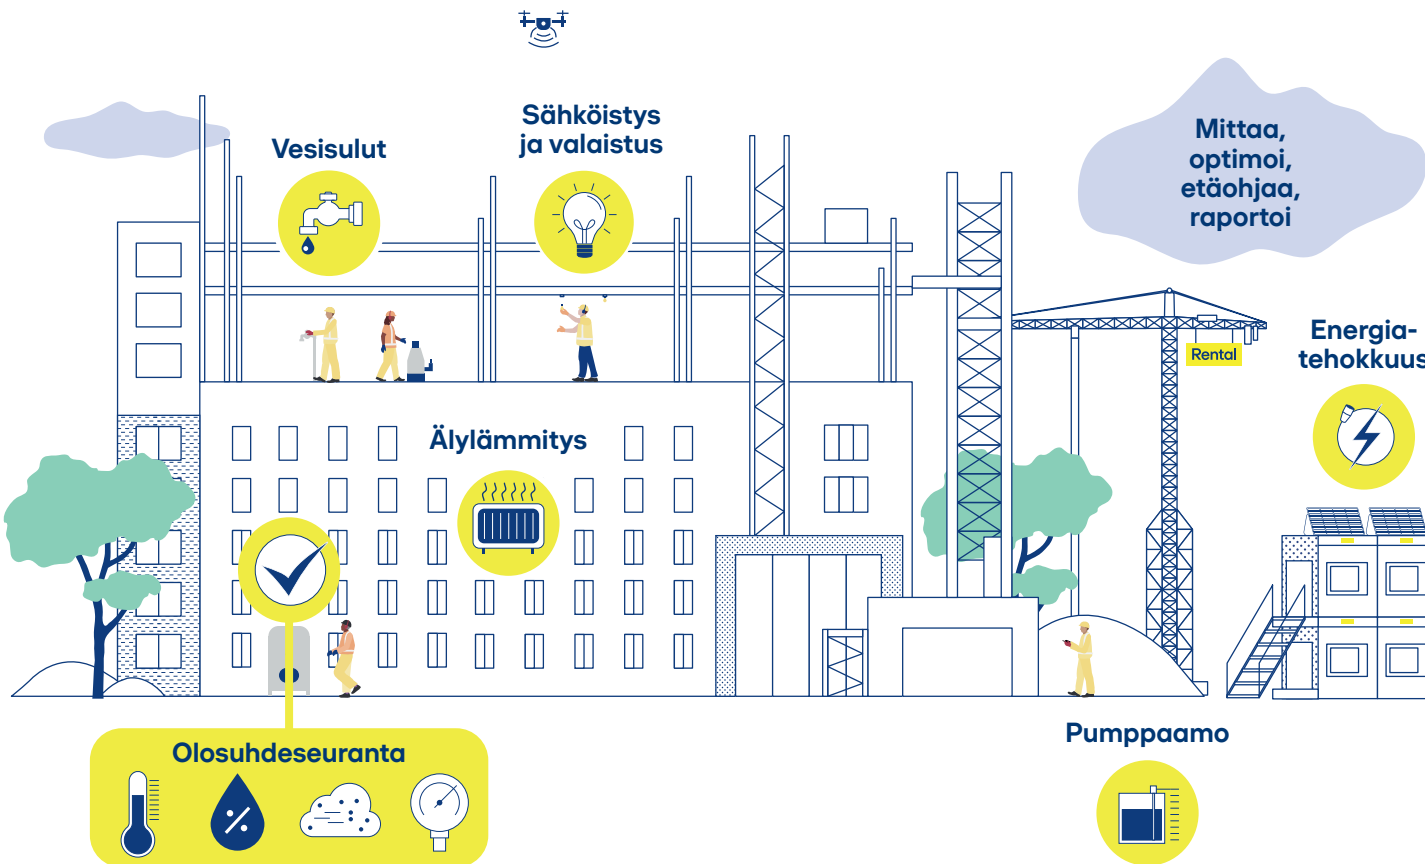 Vesisulut
Sähköistys
ja valaistus
Mittaa,
optimoi,
etäohjaa,
raportoi
Rental
Energia-
tehokkuus
Älylämmitys
Olosuhdeseuranta
%
Pumppaamo